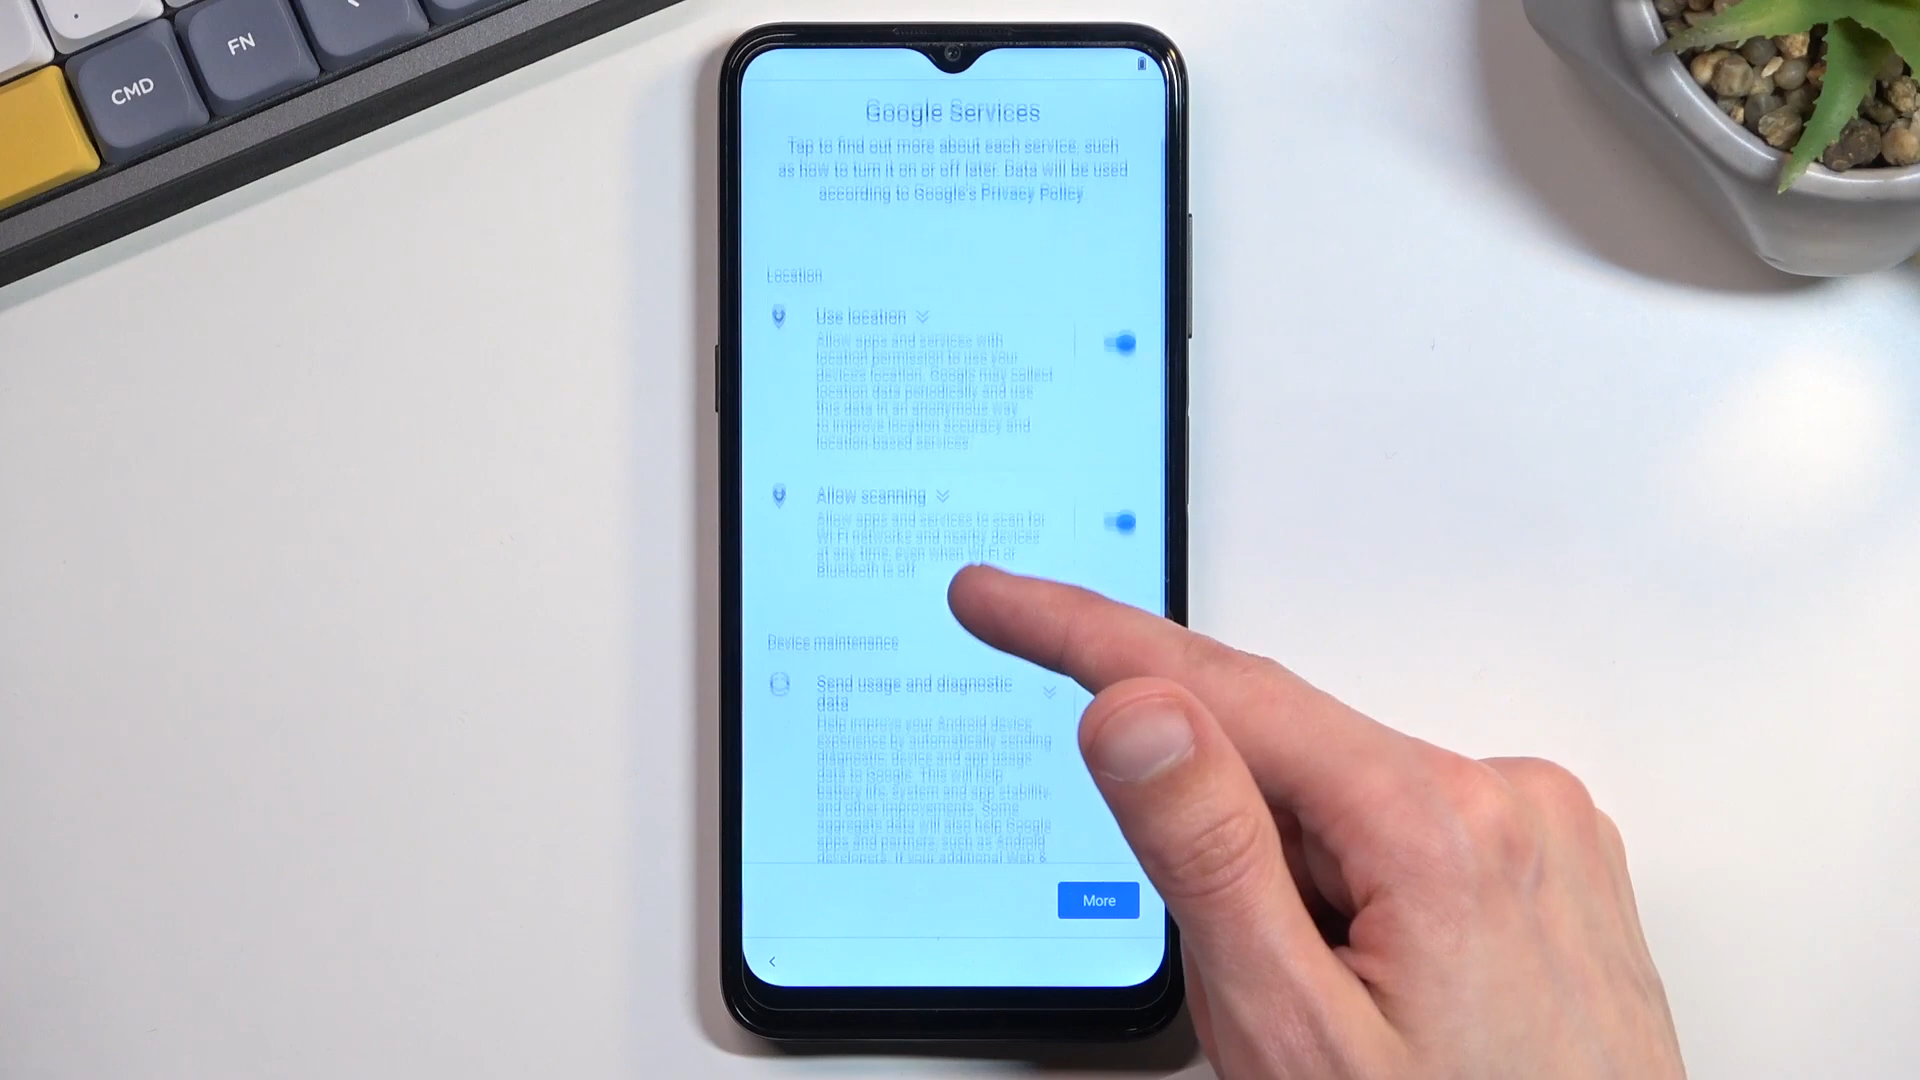 FN
CMD
Google Services
Tap to find out more about each service, such
as how to turn it on or off later. Data will be used
according to Google's Privacy Policy
Location
Use location
Allow apps and services with
location permission to use your
devices location. Google may collect
location data periodically and use
this data in an anonymous way
to improve location accuracy and
location-based services.
Allow scanning
Allow apps and services to scan for
Wi-Fi networks and nearby devices
at any time, even when Wi-Fi or
Bluetooth is off.
Device maintenance
Send usage and diagnostic
data
Help improve your Android device
experience by automatically sending
diagnostic, device and app usage
data to Google. This will help
battery life, system and app stability,
and other improvements. Some
aggregate data will also help Google
apps and partners, such as Android
developers. If your additional Web &
More